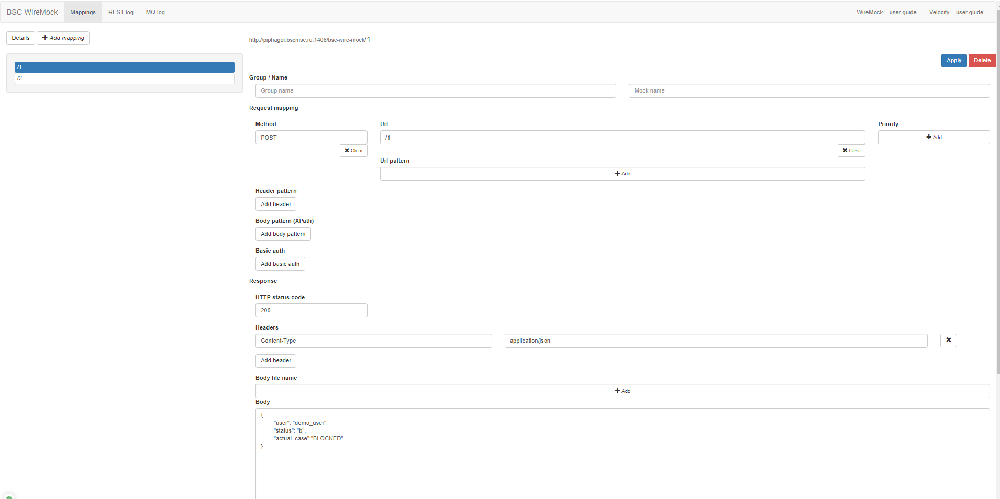 BSC WireMock Mappings REST log MQ log WireMock – user guide Velocity – user guide
Details Add mapping
http://piphagor.bscmsc.ru:1406/bsc-wire-mock/1
/1
/2
Apply Delete
Group / Name
Group name Mock name
Request mapping
Method Url Priority
POST /1 Add
Clear Clear
Url pattern
Add
Header pattern
Add header
Body pattern (XPath)
Add body pattern
Basic auth
Add basic auth
Response
HTTP status code
200
Headers
Content-Type application/json
Add header
Body file name
Add
Body
{
"user": "demo_user",
"status": "b",
"actual_case":"BLOCKED"
}